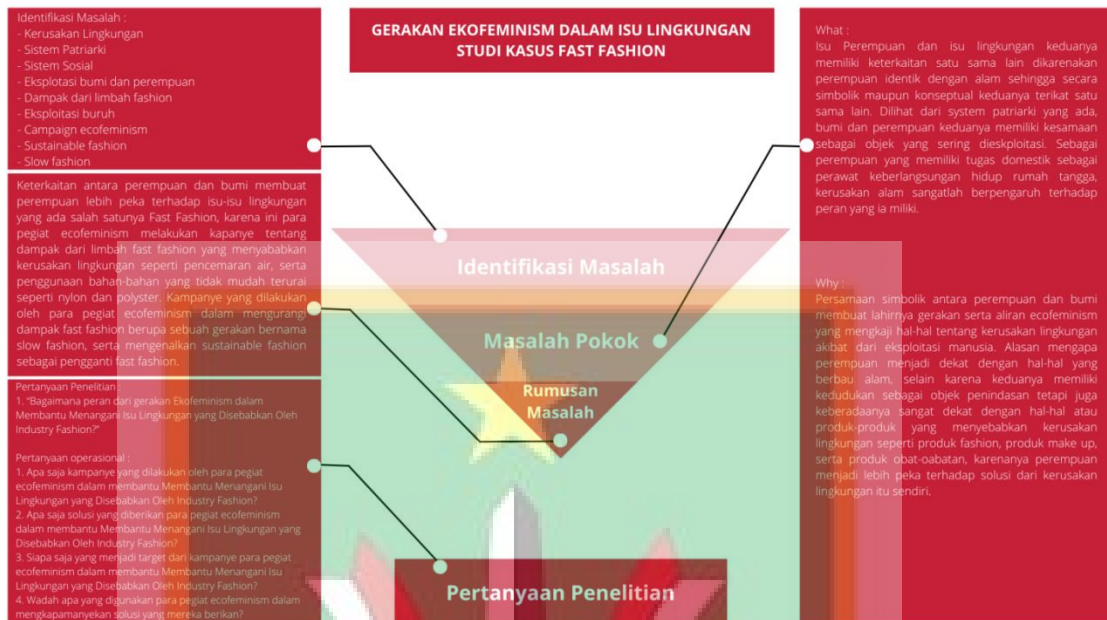 GERAKAN EKOFEMINISM DALAM ISU LINGKUNGAN
STUDI KASUS FAST FASHION
Identifikasi Masalah :
- Kerusakan Lingkungan
- Sistem Patriarki
- Sistem Sosial
- Eksplotasi bumi dan perempuan
- Dampak dari limbah fashion
- Eksploitasi buruh
- Campaign ecofeminism
- Sustainable fashion
- Slow fashion
Keterkaitan antara perempuan dan bumi membuat
perempuan lebih peka terhadap isu-isu lingkungan
yang ada salah satunya Fast Fashion, karena ini para
pegiat ecofeminism melakukan kapanye tentang
dampak dari limbah fast fashion yang menyababkan
kerusakan lingkungan seperti pencemaran air, serta
penggunaan bahan-bahan yang tidak mudah terurai
seperti nylon dan polyster. Kampanye yang dilakukan
oleh para pegiat ecofeminism dalam mengurangi
dampak fast fashion berupa sebuah gerakan bernama
slow fashion, serta mengenalkan sustainable fashion
sebagai pengganti fast fashion.
Pertanyaan Penelitian :
1. "Bagaimana peran dari gerakan Ekofeminism dalam
Membantu Menangani Isu Lingkungan yang Disebabkan Oleh
Industry Fashion?"
Pertanyaan operasional :
1. Apa saja kampanye yang dilakukan oleh para pegiat
ecofeminism dalam membantu Membantu Menangani Isu
Lingkungan yang Disebabkan Oleh Industry Fashion?
2. Apa saja solusi yang diberikan para pegiat ecofeminism
dalam membantu Membantu Menangani Isu Lingkungan yang
Disebabkan Oleh Industry Fashion?
3. Siapa saja yang menjadi target dari kampanye para pegiat
ecofeminism dalam membantu Membantu Menangani Isu
Lingkungan yang Disebabkan Oleh Industry Fashion?
4. Wadah apa yang digunakan para pegiat ecofeminism dalam
mengkapamanyekan solusi yang mereka berikan?
Identifikasi Masalah
Masalah Pokok
Rumusan
Masalah
Pertanyaan Penelitian
What :
Isu Perempuan dan isu lingkungan keduanya
memiliki keterkaitan satu sama lain dikarenakan
perempuan identik dengan alam sehingga secara
simbolik maupun konseptual keduanya terikat satu
sama lain. Dilihat dari system patriarki yang ada,
bumi dan perempuan keduanya memiliki kesamaan
sebagai objek yang sering dieskploitasi. Sebagai
perempuan yang memiliki tugas domestik sebagai
perawat keberlangsungan hidup rumah tangga,
kerusakan alam sangatlah berpengaruh terhadap
peran yang ia miliki.
Why :
Persamaan simbolik antara perempuan dan bumi
membuat lahirnya gerakan serta aliran ecofeminism
yang mengkaji hal-hal tentang kerusakan lingkungan
akibat dari eksploitasi manusia. Alasan mengapa
perempuan menjadi dekat dengan hal-hal yang
berbau alam, selain karena keduanya memiliki
kedudukan sebagai objek penindasan tetapi juga
keberadaanya sangat dekat dengan hal-hal atau
produk-produk yang menyebabkan kerusakan
lingkungan seperti produk fashion, produk make up,
serta produk obat-oabatan, karenanya perempuan
menjadi lebih peka terhadap solusi dari kerusakan
lingkungan itu sendiri.